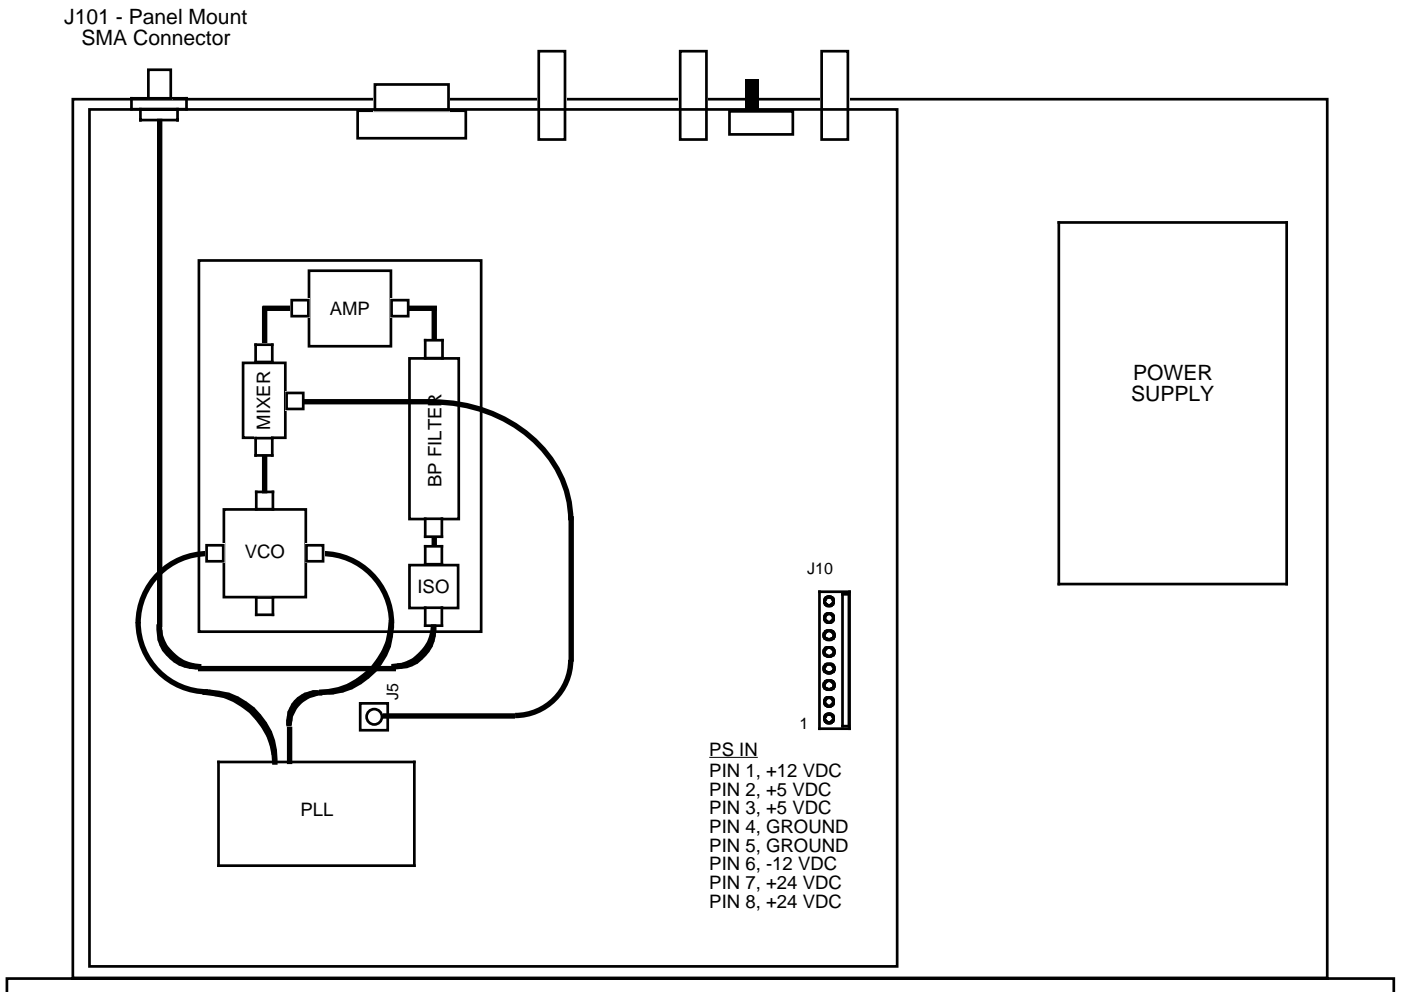 J101 - Panel Mount
SMA Connector
AMP
MIXER
BP FILTER
POWER
SUPPLY
VCO
ISO
J10
J5
1
PLL
PS IN
PIN 1, +12 VDC
PIN 2, +5 VDC
PIN 3, +5 VDC
PIN 4, GROUND
PIN 5, GROUND
PIN 6, -12 VDC
PIN 7, +24 VDC
PIN 8, +24 VDC